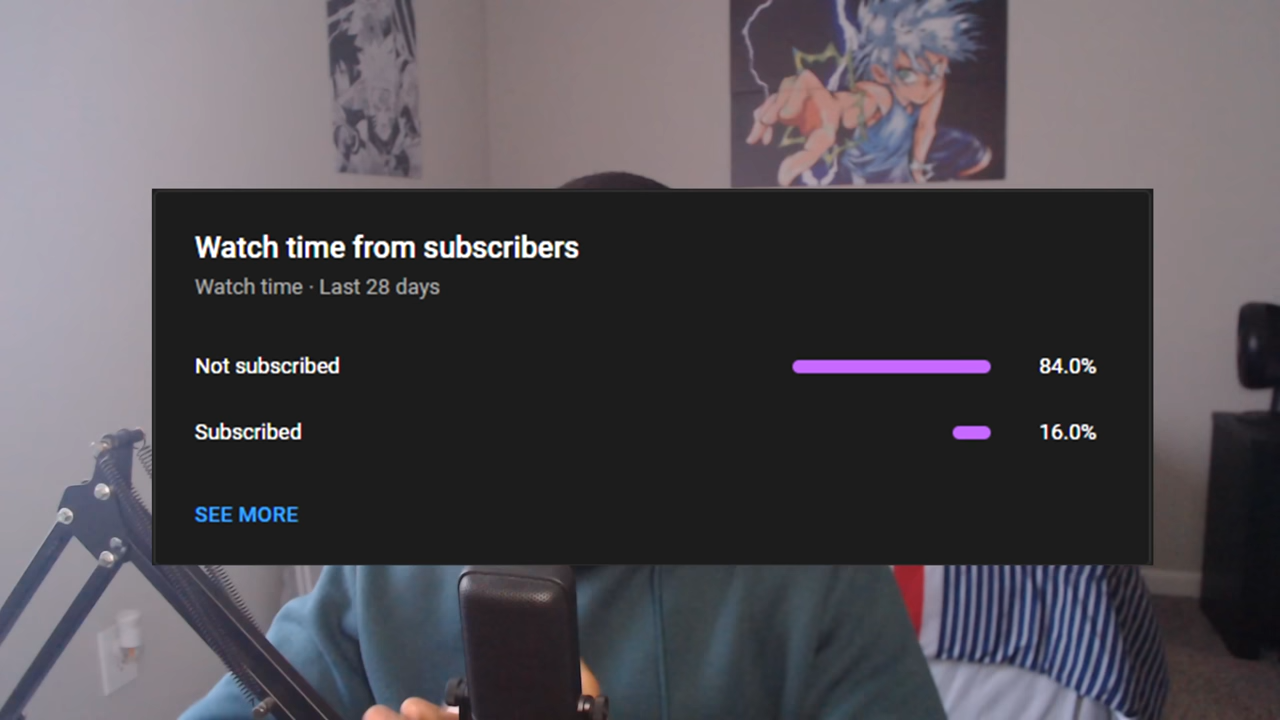 Watch time from subscribers
Watch time · Last 28 days
Not subscribed 84.0%
Subscribed 16.0%
SEE MORE